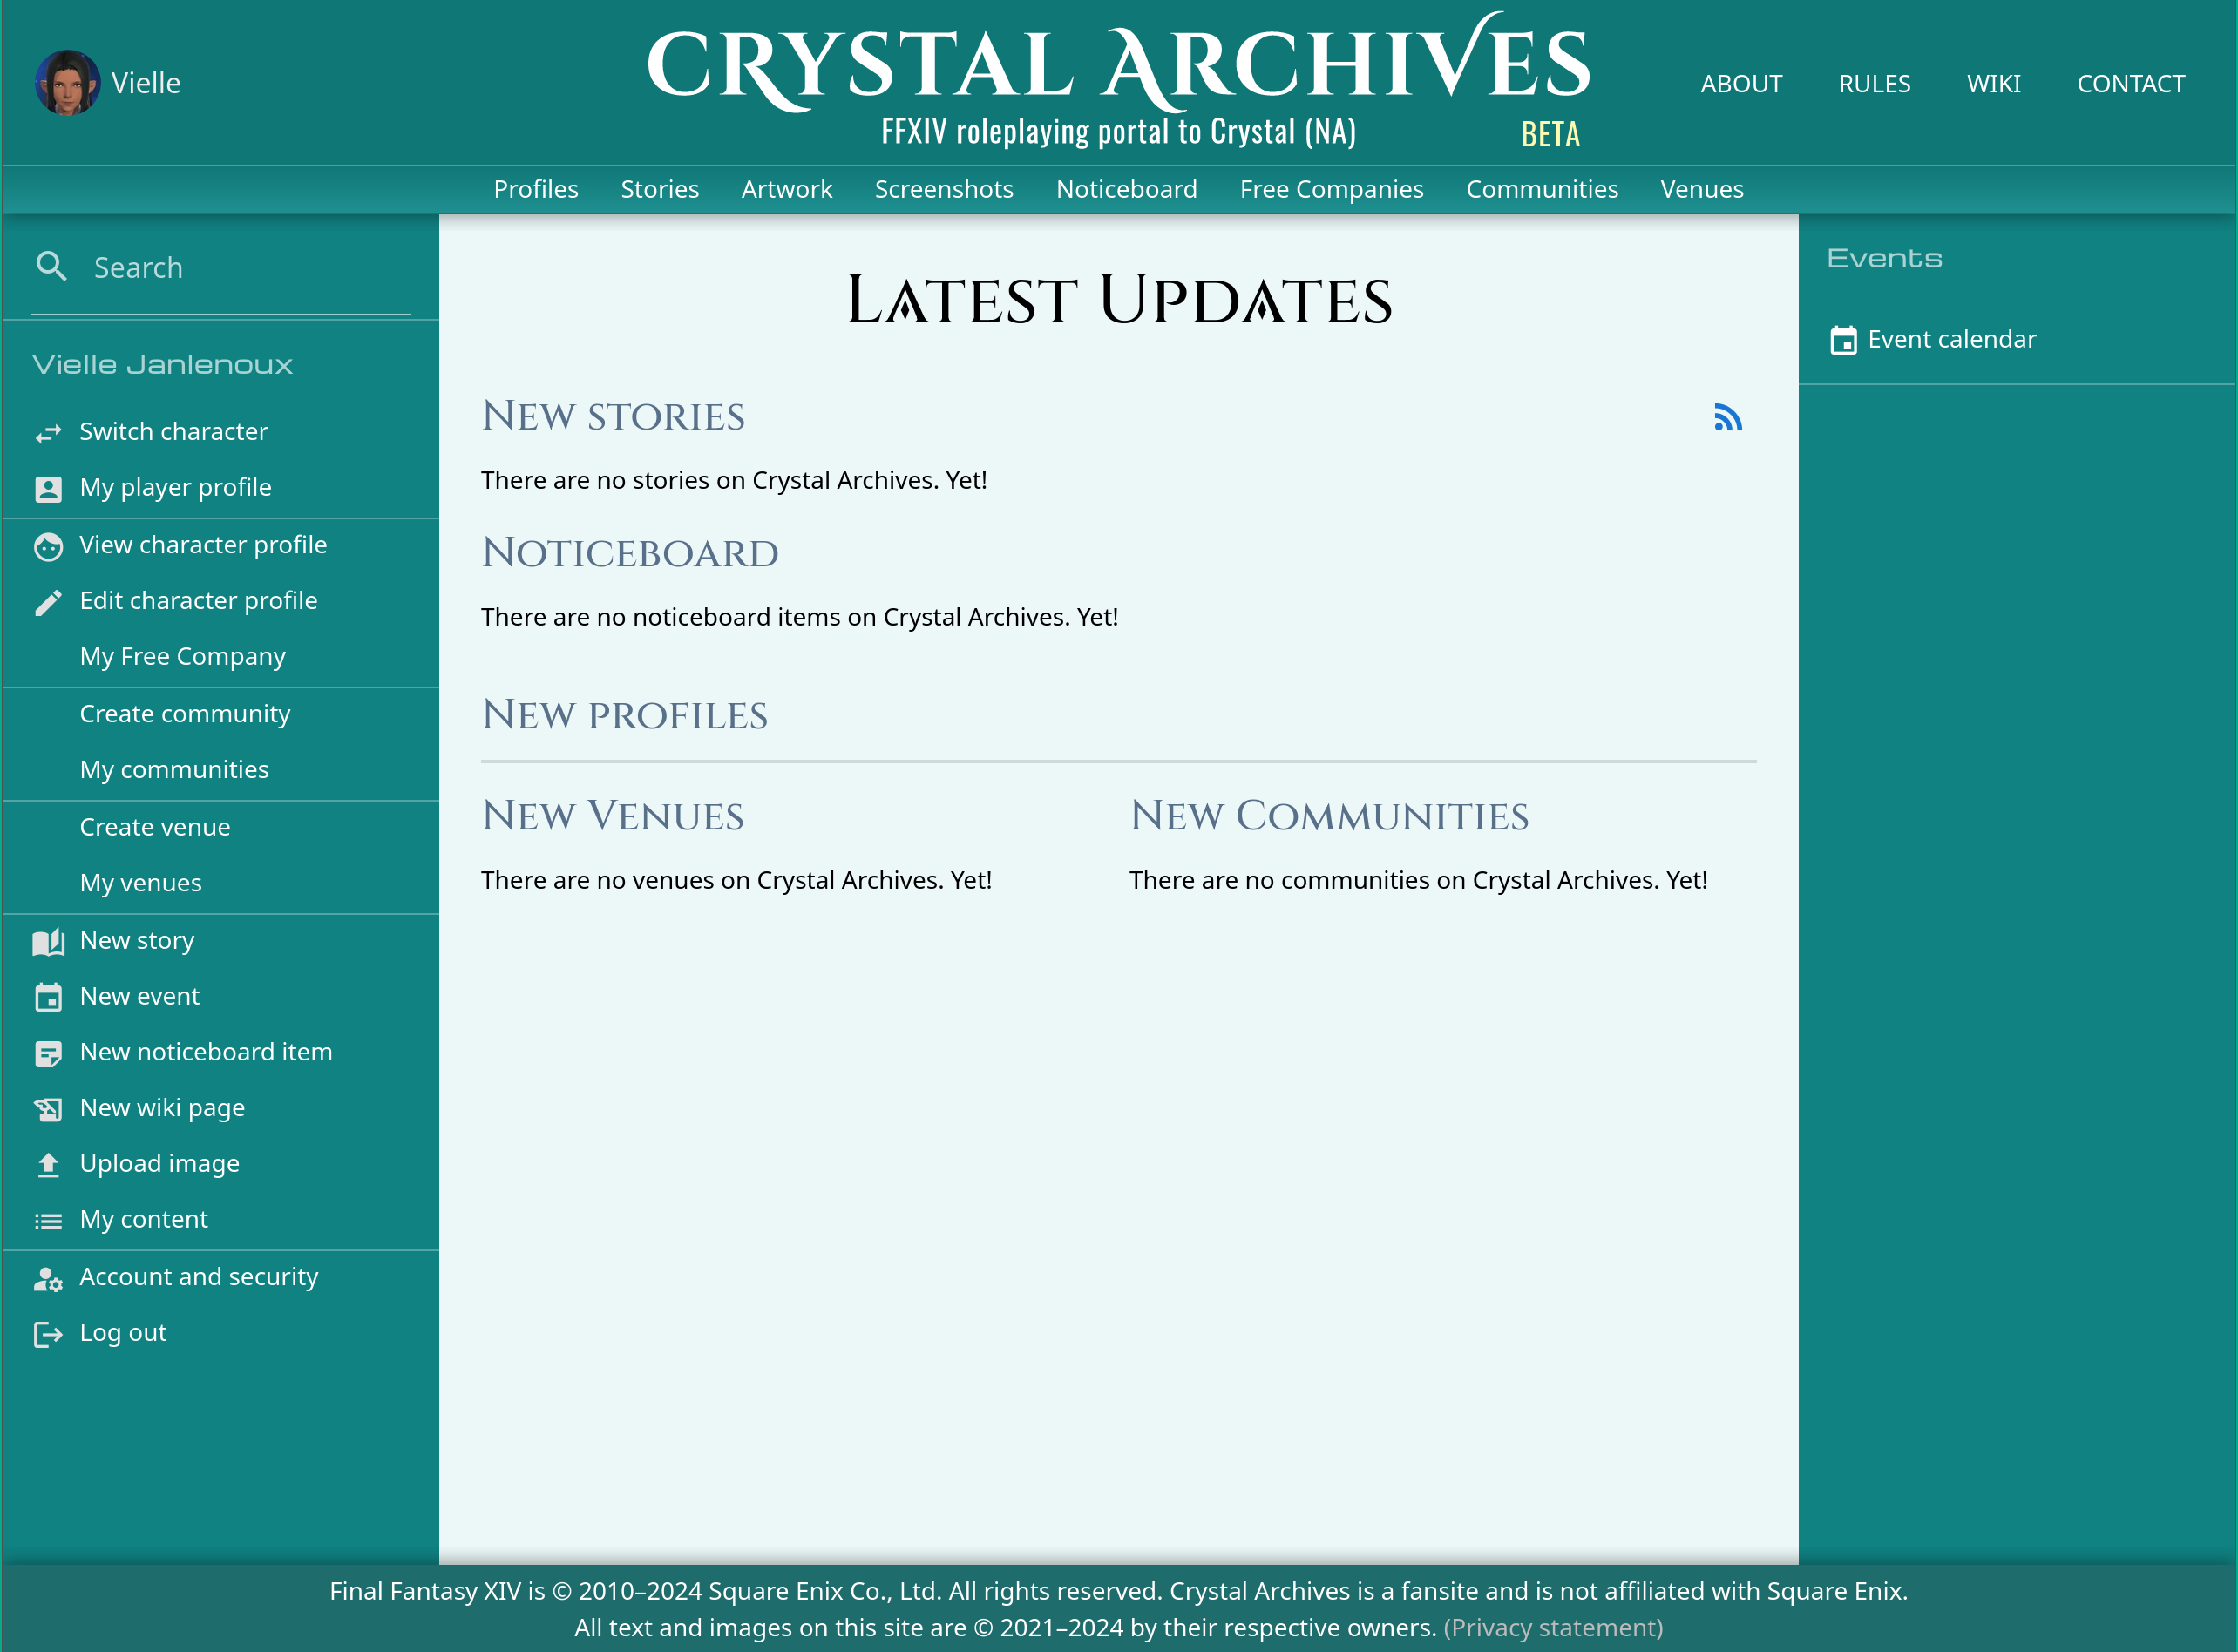 Vielle
CRYSTAL ARCHIVES
FFXIV roleplaying portal to Crystal (NA)
BETA
ABOUT RULES WIKI CONTACT
Profiles Stories Artwork Screenshots Noticeboard Free Companies Communities Venues
Search
Vielle Janlenoux
Switch character
My player profile
View character profile
Edit character profile
My Free Company
Create community
My communities
Create venue
My venues
New story
New event
New noticeboard item
New wiki page
Upload image
My content
Account and security
Log out
Latest Updates
New stories
There are no stories on Crystal Archives. Yet!
Noticeboard
There are no noticeboard items on Crystal Archives. Yet!
New profiles
New Venues
There are no venues on Crystal Archives. Yet!
New Communities
There are no communities on Crystal Archives. Yet!
Events
Event calendar
Final Fantasy XIV is © 2010–2024 Square Enix Co., Ltd. All rights reserved. Crystal Archives is a fansite and is not affiliated with Square Enix.
All text and images on this site are © 2021–2024 by their respective owners. (Privacy statement)